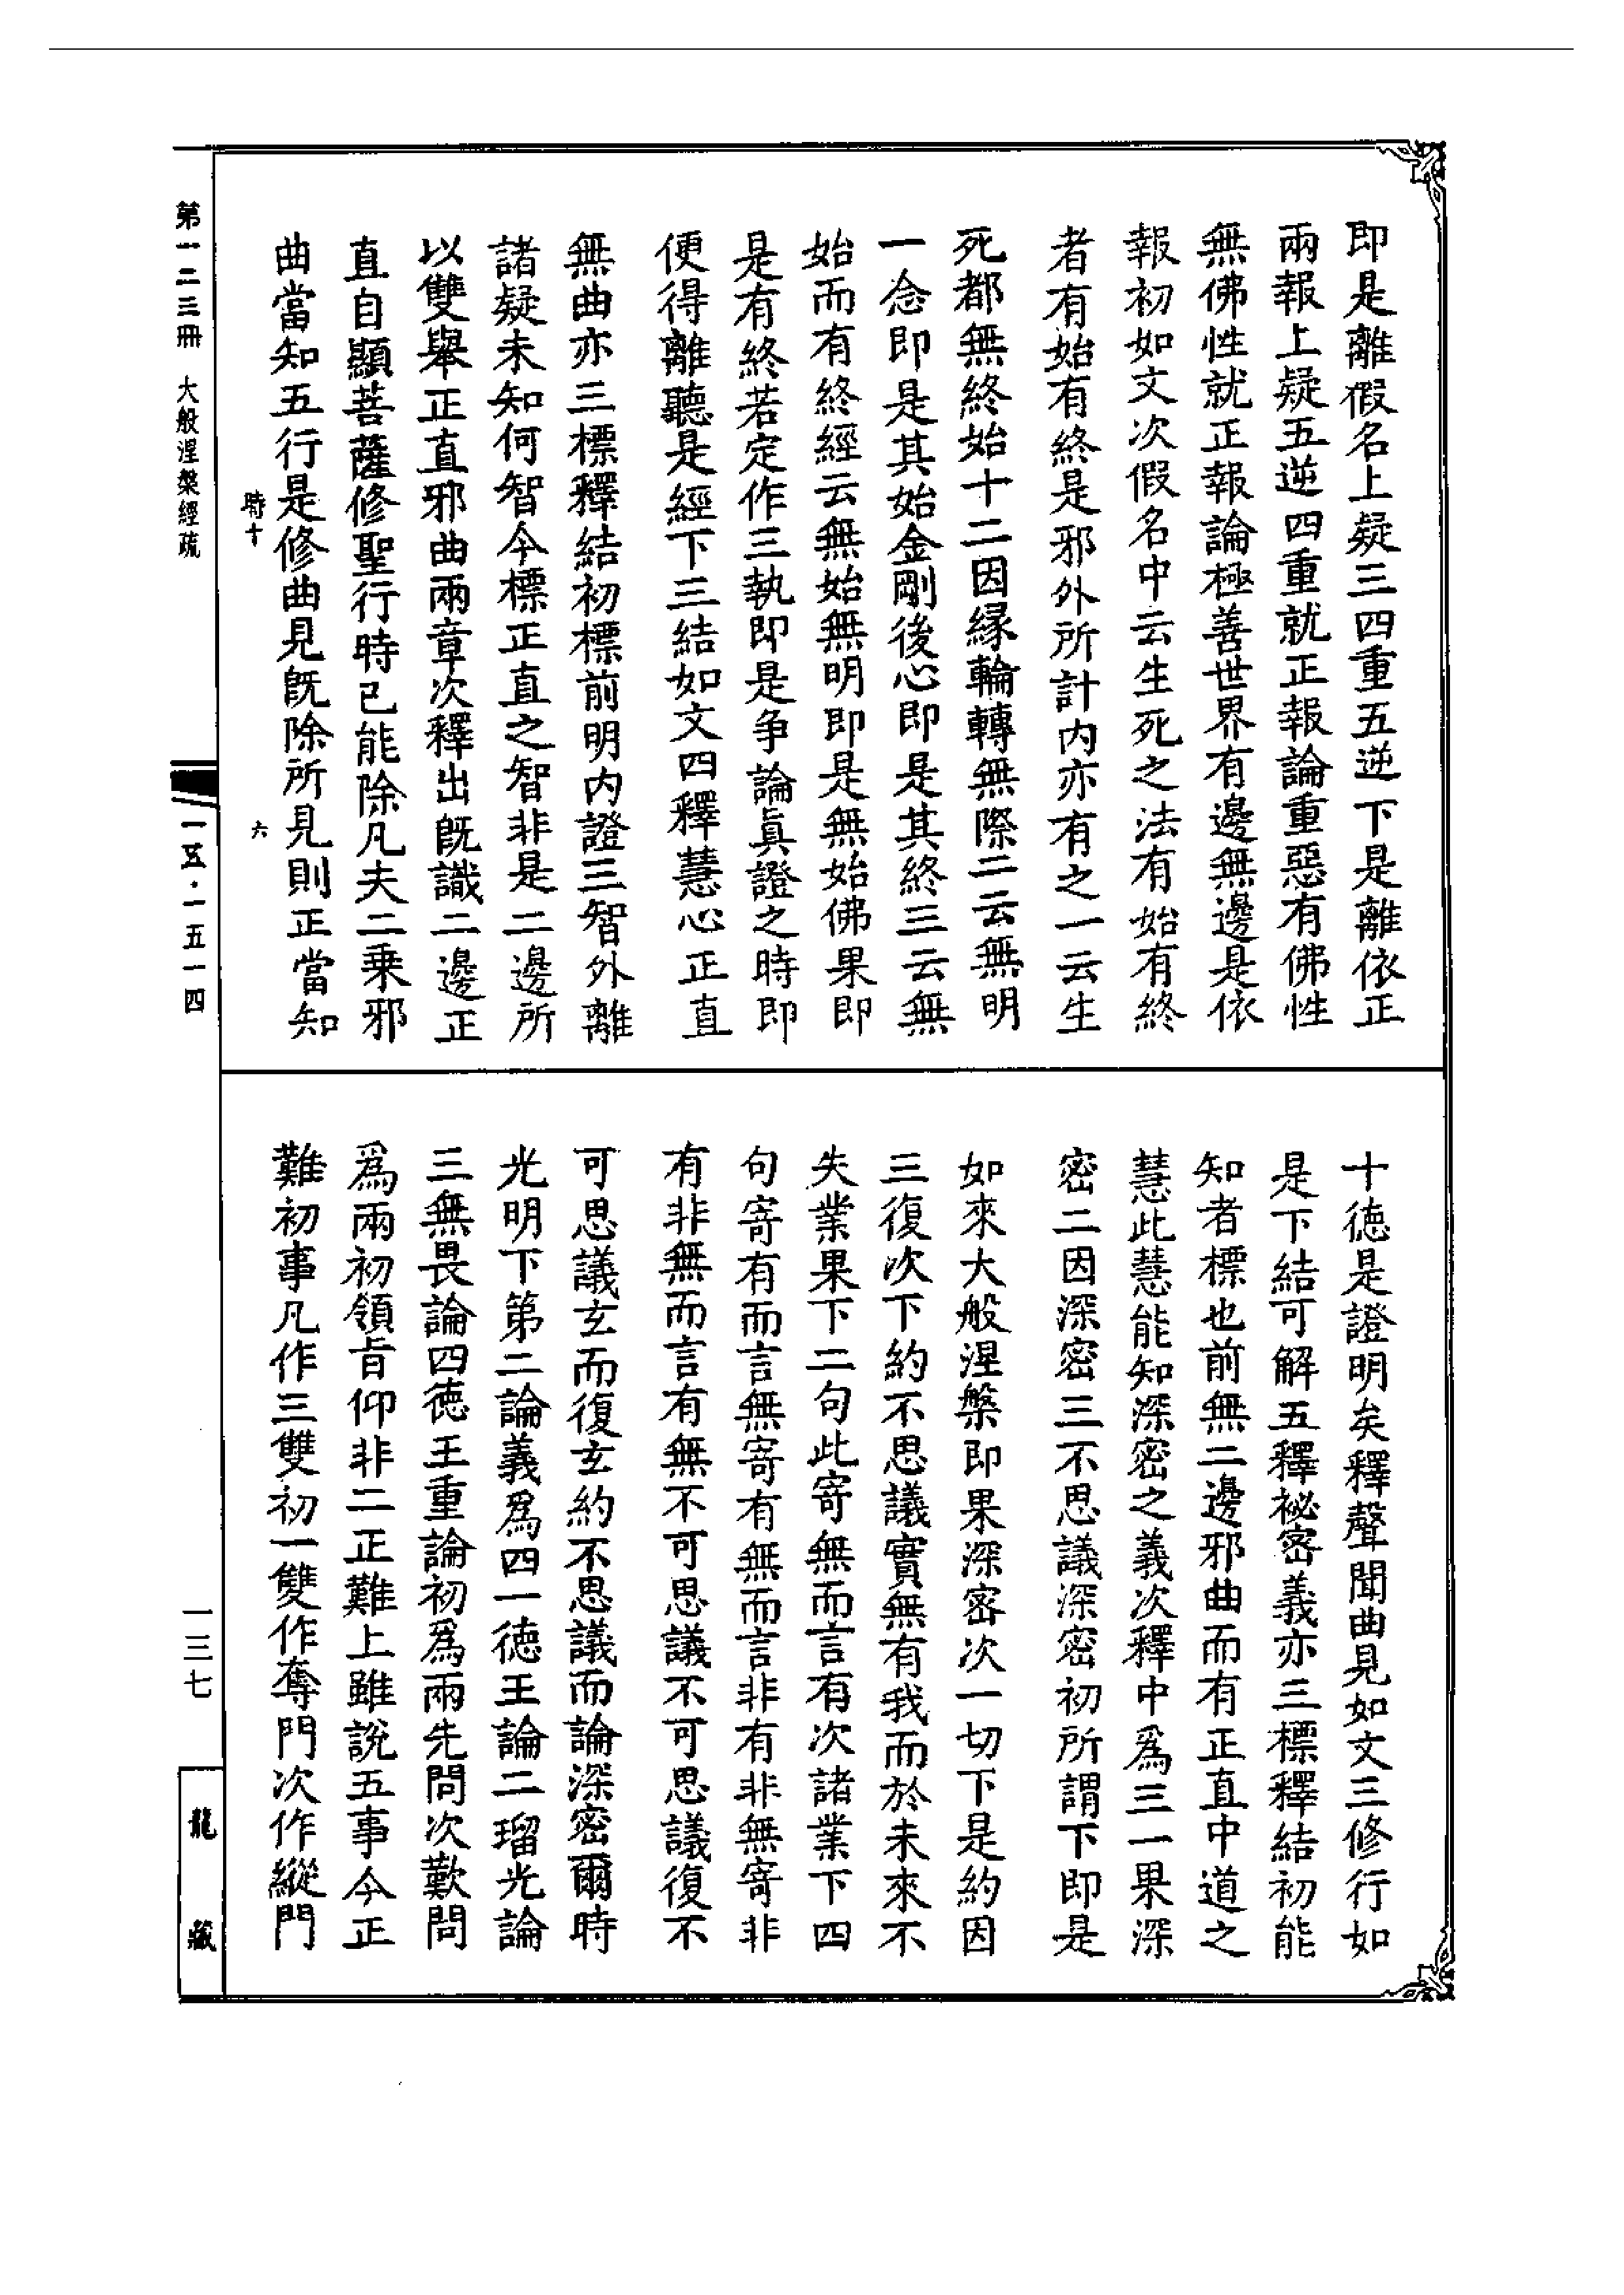 即是離假名上疑三四重五逆下是離依正
兩報上疑五逆四重就正報論重惡有佛性
無佛性就正報論極善世界有邊無邊是依
報初如文次假名中云生死之法有始有終
者有始有終是邪外所計内亦有之一云生
死都無終始十二因緣輪轉無際二云無明
一念即是其始金剛後心即是其終三云無
始而有終經云無始無明即是無始佛果即
是有終若定作三執即是爭論眞證之時即
便得離聽是經下三結如文四釋慧心正直
無曲亦三標釋結初標前明内證三智外離
諸疑未知何智今標正直之智非是二邊所
以雙舉正直邪曲兩章次釋出旣識二邊正
直自顯菩薩修聖行時已能除凡夫二乘邪
曲當知五行是修曲見旣除所見則正當知
時十
六
十德是證明矣釋聲聞曲見如文三修行如
是下結可解五釋祕密義亦三標釋結初能
知者標也前無二邊邪曲而有正直中道之
慧此慧能知深密之義次釋中爲三一果深
密二因深密三不思議深密初所謂下即是
如來大般涅槃即果深密次一切下是約因
三復次下約不思議實無有我而於未來不
失業果下二句此寄無而言有次諸業下四
句寄有而言無寄有無而言非有非無寄非
有非無而言有無不可思議不可思議復不
可思議玄而復玄約不思議而論深密爾時
光明下第二論義爲四一德王論二瑠光論
三無畏論四德王重論初爲兩先問次歎問
爲兩初領旨仰非二正難上雖說五事今正
難初事凡作三雙初一雙作奪門次作縱門
第一二三冊 大般涅槃經疏
一五·一五一四
一三七
龍藏